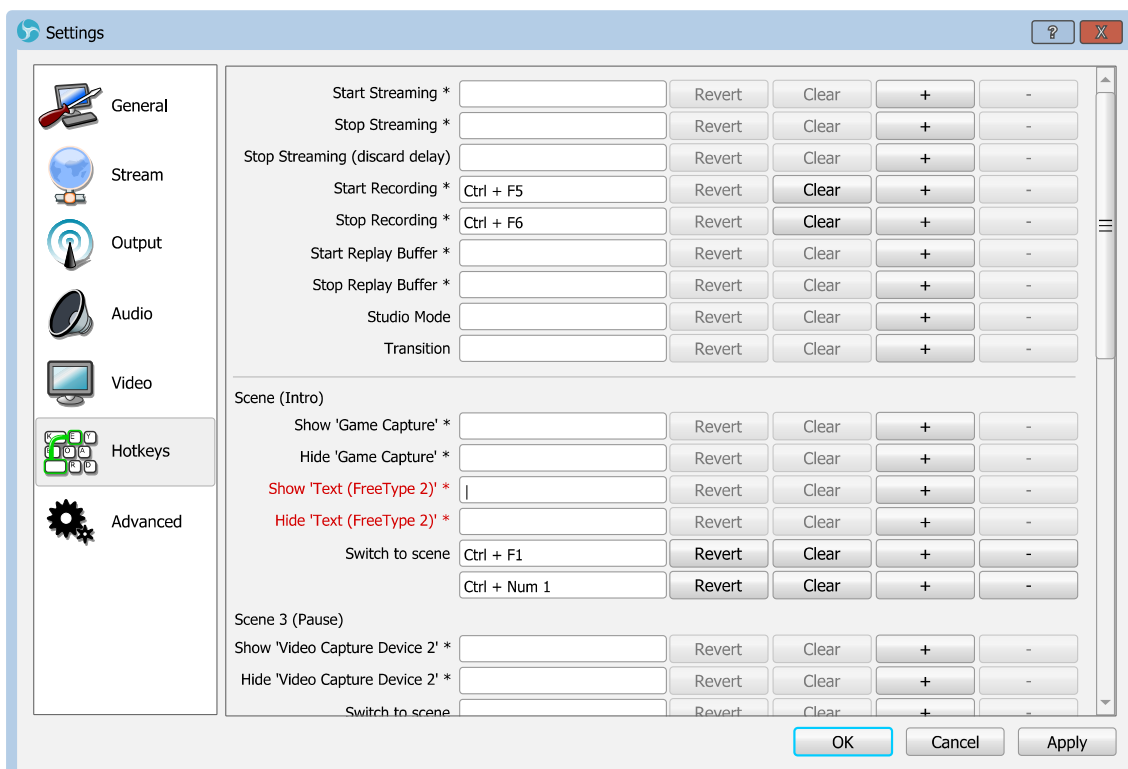 Settings ? X
General
Stream
Output
Audio
Video
K E Y
B O A
R D
Hotkeys
Advanced
Start Streaming * Revert Clear + -
Stop Streaming * Revert Clear + -
Stop Streaming (discard delay) Revert Clear + -
Start Recording * Ctrl + F5 Revert Clear + -
Stop Recording * Ctrl + F6 Revert Clear + -
Start Replay Buffer * Revert Clear + -
Stop Replay Buffer * Revert Clear + -
Studio Mode Revert Clear + -
Transition Revert Clear + -
Scene (Intro)
Show 'Game Capture' * Revert Clear + -
Hide 'Game Capture' * Revert Clear + -
Show 'Text (FreeType 2)' * Revert Clear + -
Hide 'Text (FreeType 2)' * Revert Clear + -
Switch to scene Ctrl + F1 Revert Clear + -
Ctrl + Num 1 Revert Clear + -
Scene 3 (Pause)
Show 'Video Capture Device 2' * Revert Clear + -
Hide 'Video Capture Device 2' * Revert Clear + -
Switch to scene Revert Clear + -
OK Cancel Apply